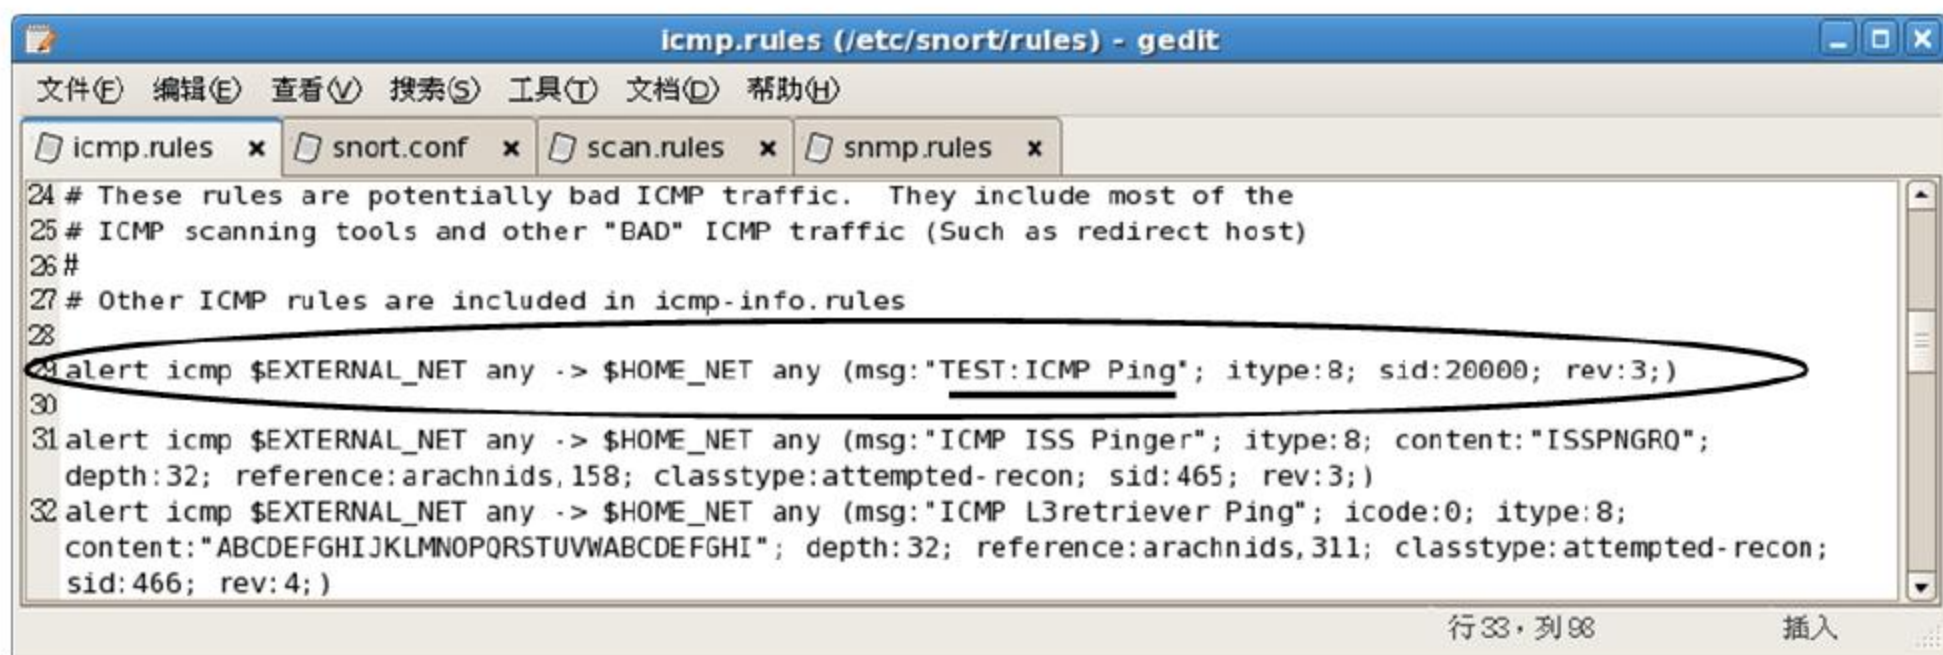 icmp.rules (/etc/snort/rules) - gedit
文件(F) 编辑(E) 查看(V) 搜索(S) 工具(T) 文档(D) 帮助(H)
icmp.rules snort.conf scan.rules snmp.rules
24 # These rules are potentially bad ICMP traffic.  They include most of the
25 # ICMP scanning tools and other "BAD" ICMP traffic (Such as redirect host)
26 #
27 # Other ICMP rules are included in icmp-info.rules
28
29 alert icmp $EXTERNAL_NET any -> $HOME_NET any (msg:"TEST:ICMP Ping"; itype:8; sid:20000; rev:3;)
30
31 alert icmp $EXTERNAL_NET any -> $HOME_NET any (msg:"ICMP ISS Pinger"; itype:8; content:"ISSPNGRQ";
depth:32; reference:arachnids,158; classtype:attempted-recon; sid:465; rev:3;)
32 alert icmp $EXTERNAL_NET any -> $HOME_NET any (msg:"ICMP L3retriever Ping"; icode:0; itype:8;
content:"ABCDEFGHIJKLMNOPQRSTUVWABCDEFGHI"; depth:32; reference:arachnids,311; classtype:attempted-recon;
sid:466; rev:4;)
行 33，列 98 插入